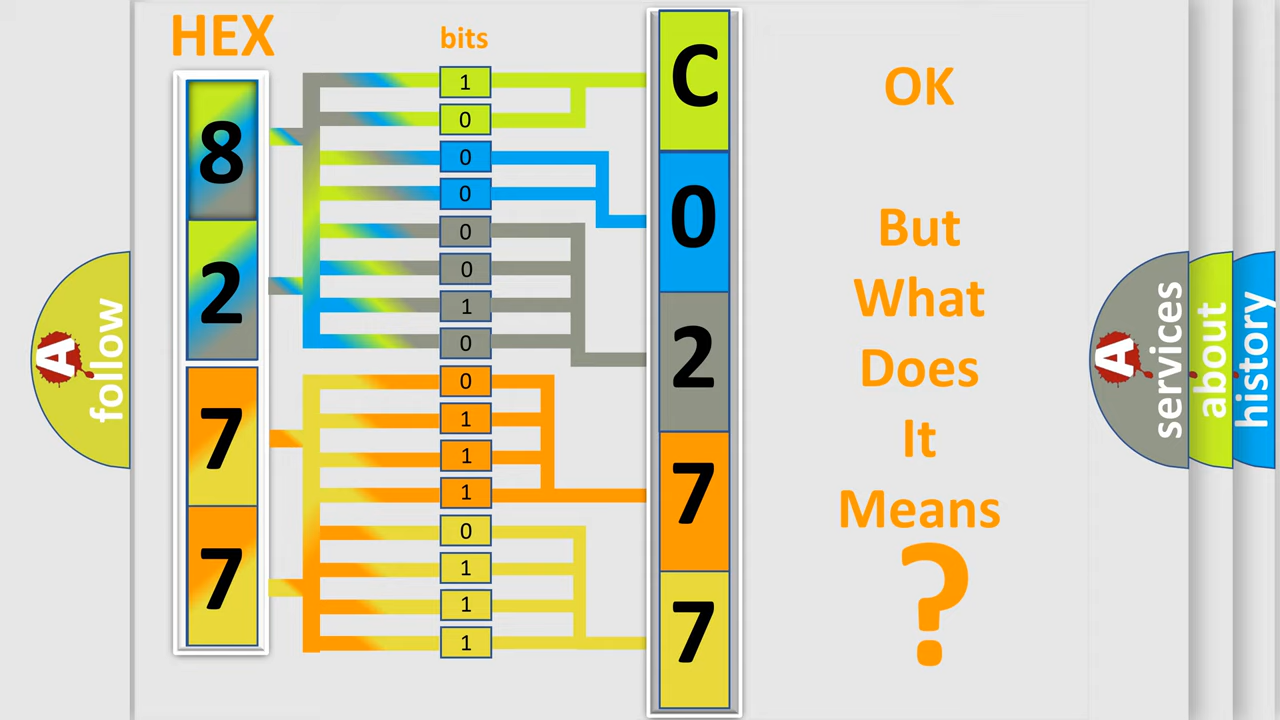 HEX
bits
8
2
7
7
1
0
0
0
0
0
1
0
0
1
1
1
0
1
1
1
C
0
2
7
7
OK
But
What
Does
It
Means
?
A
follow
A
services
about
history